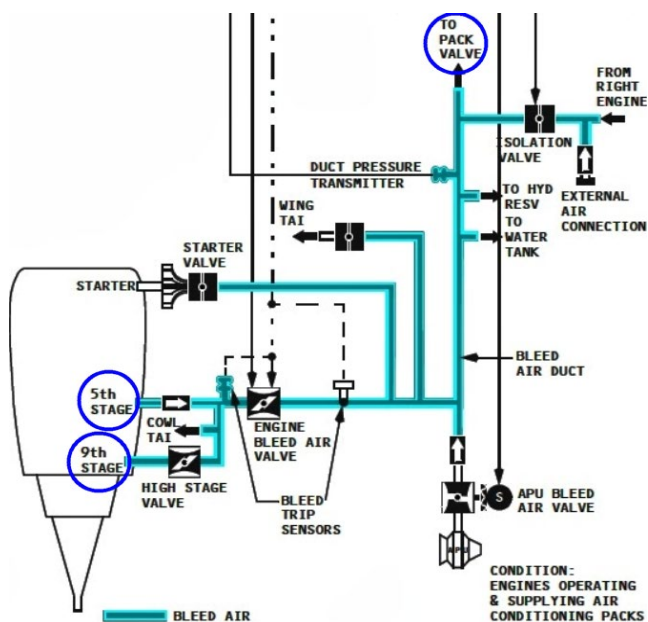 TO
PACK
VALVE
FROM
RIGHT
ENGINE
ISOLATION
VALVE
DUCT PRESSURE
TRANSMITTER
TO HYD
RESV
EXTERNAL
AIR
CONNECTION
WING
TAI
TO
WATER
TANK
STARTER
VALVE
STARTER
BLEED
AIR DUCT
5th
STAGE
COWL
TAI
ENGINE
BLEED AIR
VALVE
9th
STAGE
HIGH STAGE
VALVE
BLEED
TRIP
SENSORS
S
APU BLEED
AIR VALVE
APU
CONDITION:
ENGINES OPERATING
& SUPPLYING AIR
CONDITIONING PACKS
BLEED AIR